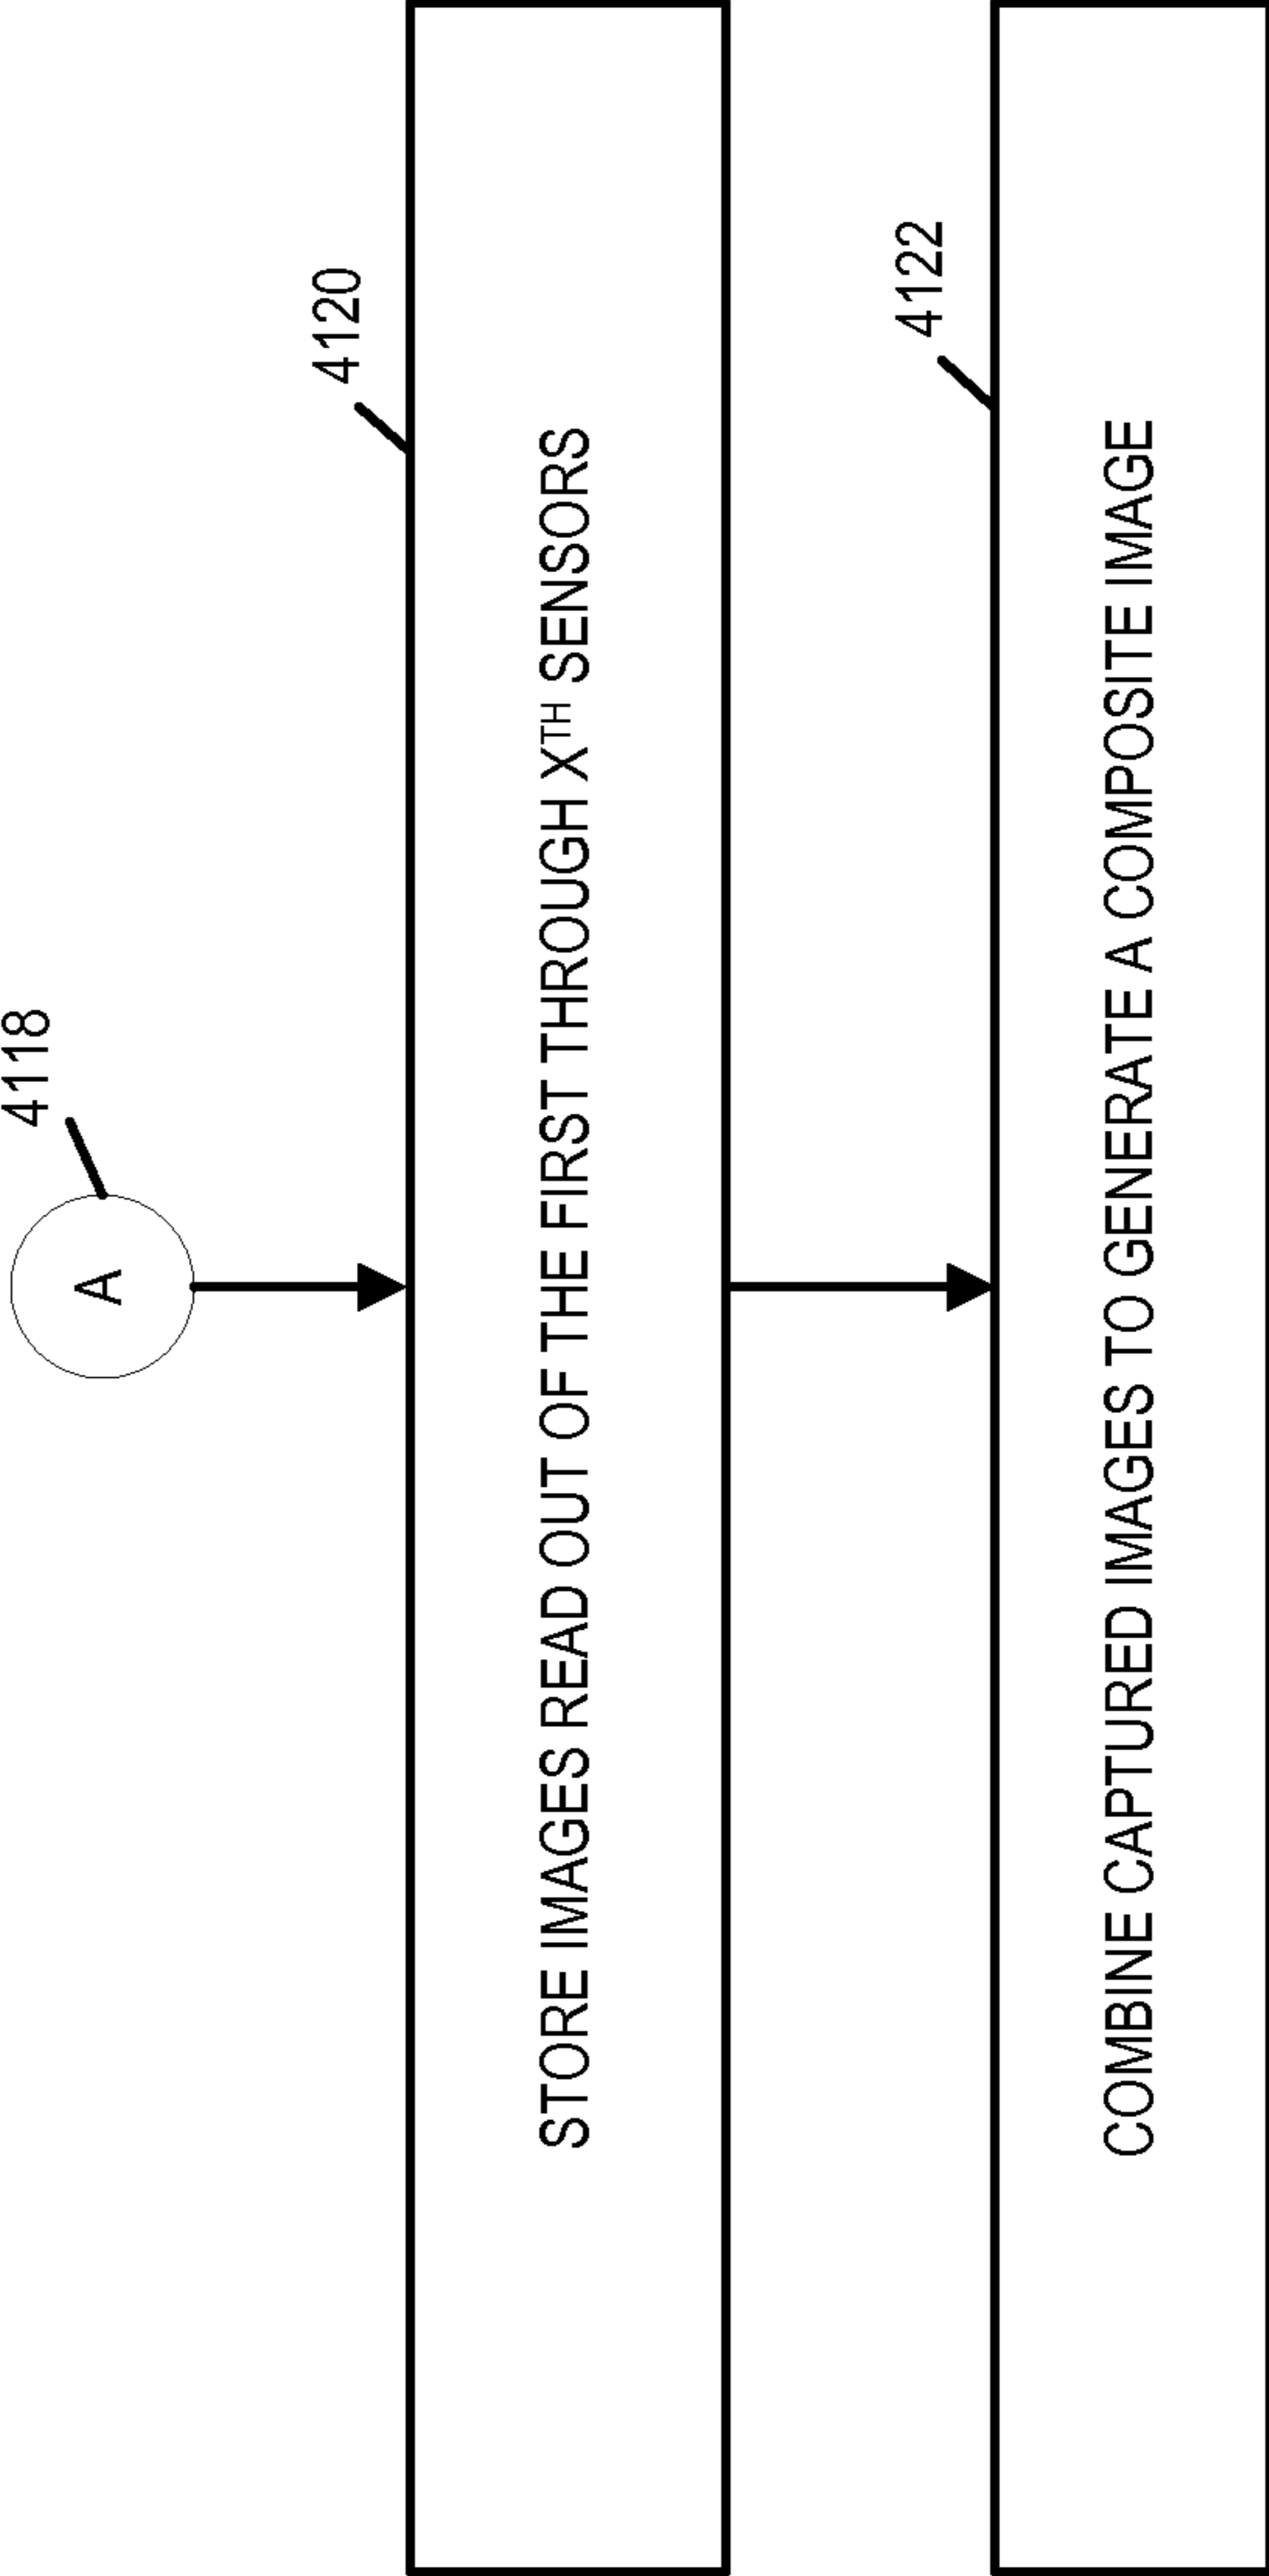 4118
A
4120
STORE IMAGES READ OUT OF THE FIRST THROUGH XTH SENSORS
4122
COMBINE CAPTURED IMAGES TO GENERATE A COMPOSITE IMAGE